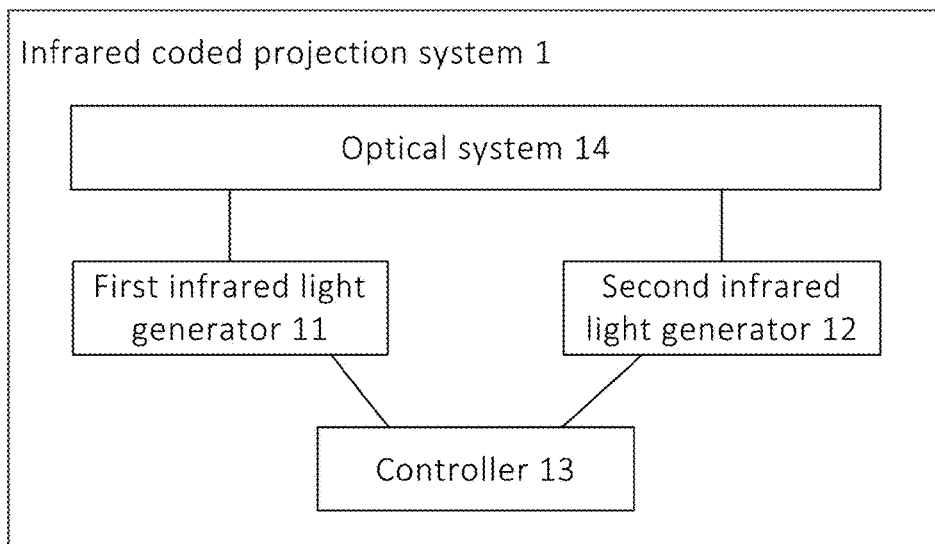 Infrared coded projection system 1
Optical system 14
First infrared light
generator 11
Second infrared
light generator 12
Controller 13